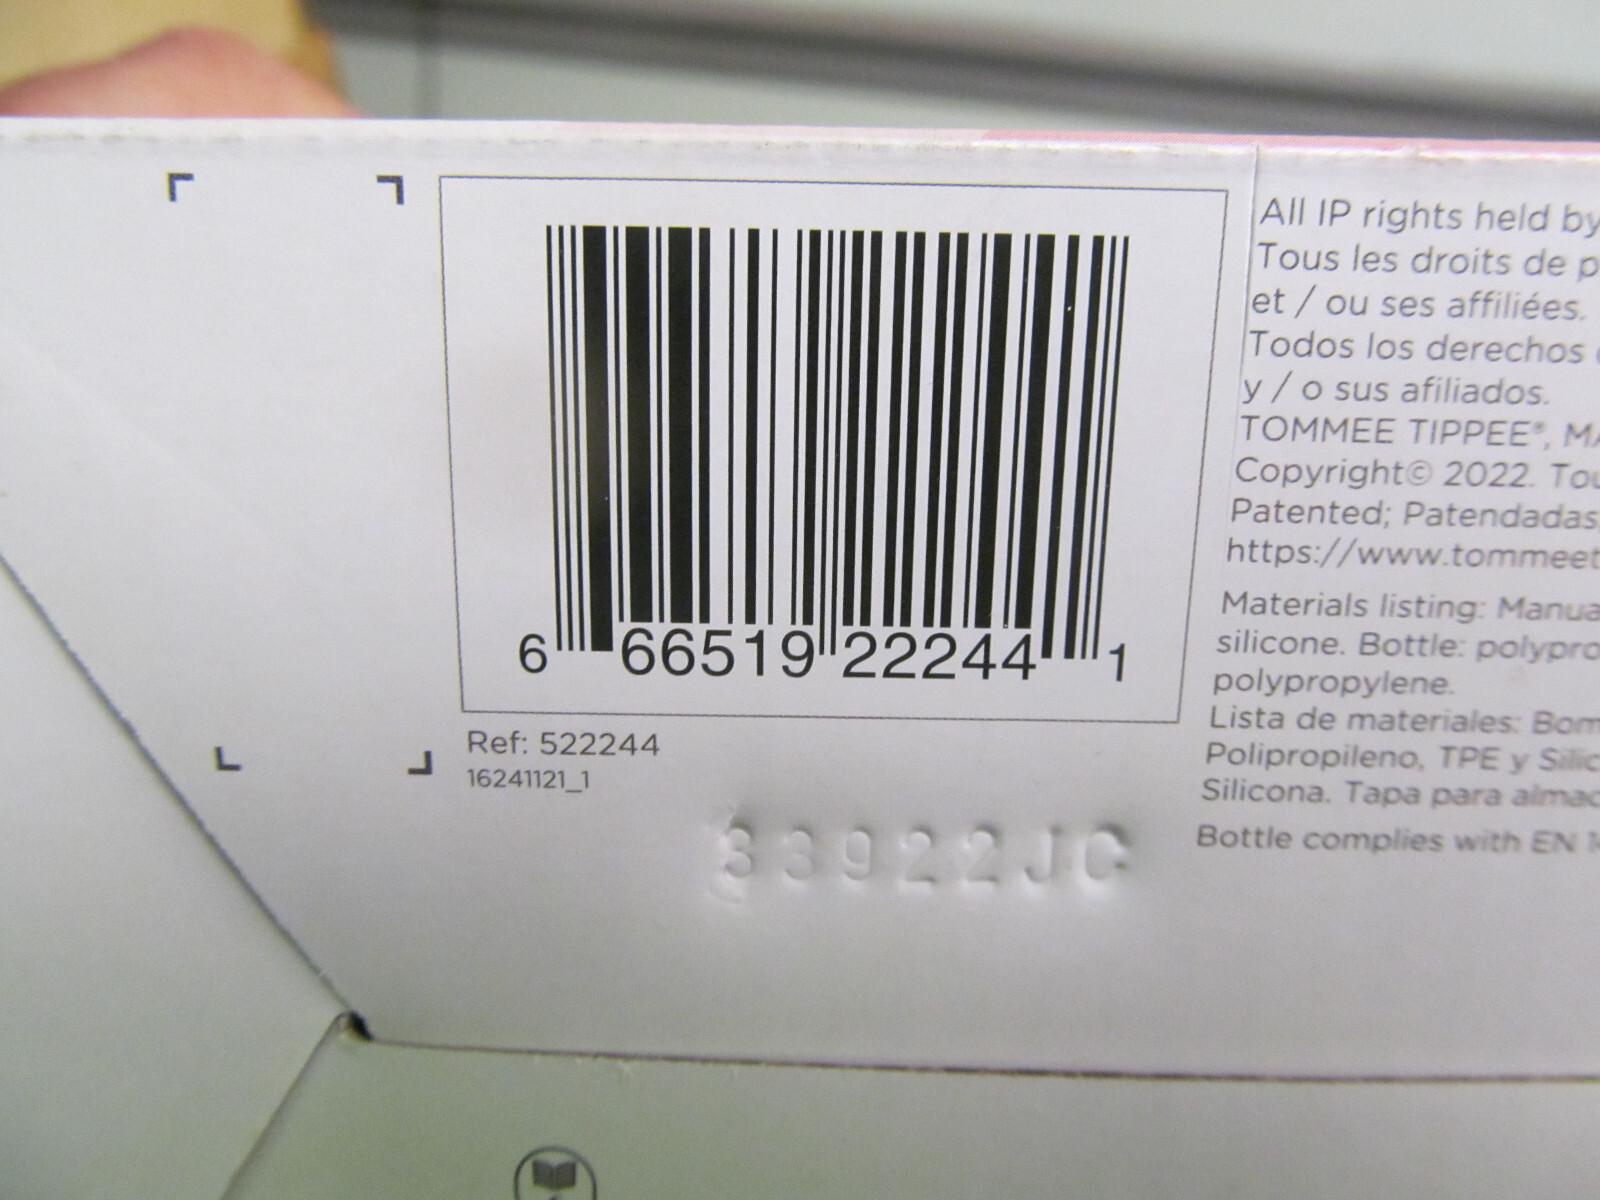 6 66519 22244 1
Ref: 522244
16241121_1
33922JC
All IP rights held by
Tous les droits de
et / ou ses affiliées.
Todos los derechos
y / o sus afiliados.
TOMMEE TIPPEE®,
Copyright© 2022.
Patented; Patendadas,
https://www.tommeet
Materials listing:
silicone. Bottle:
polypropylene.
Lista de materiales:
Polipropileno, TPE y
Silicona. Tapa para
Bottle complies with EN